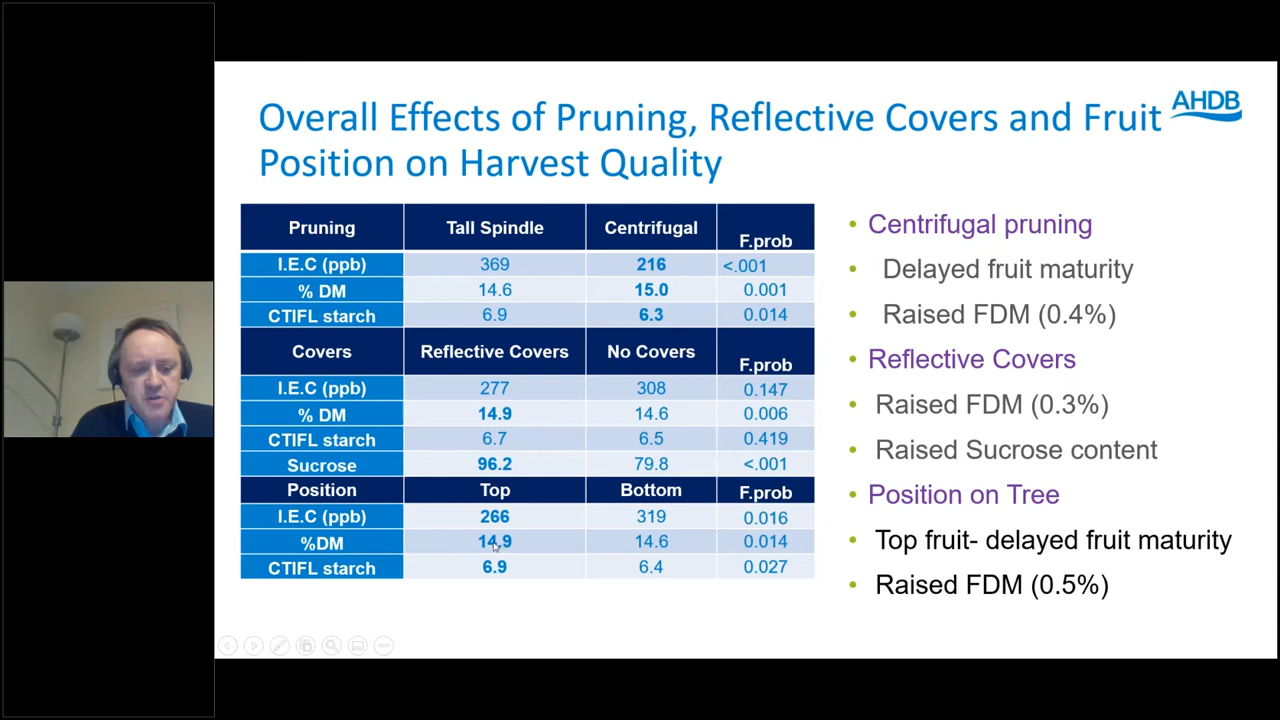 AHDB
Overall Effects of Pruning, Reflective Covers and Fruit
Position on Harvest Quality
Pruning Tall Spindle Centrifugal F.prob
I.E.C (ppb) 369 216 <.001
% DM 14.6 15.0 0.001
CTIFL starch 6.9 6.3 0.014
Covers Reflective Covers No Covers F.prob
I.E.C (ppb) 277 308 0.147
% DM 14.9 14.6 0.006
CTIFL starch 6.7 6.5 0.419
Sucrose 96.2 79.8 <.001
Position Top Bottom F.prob
I.E.C (ppb) 266 319 0.016
%DM 14.9 14.6 0.014
CTIFL starch 6.9 6.4 0.027
• Centrifugal pruning
• Delayed fruit maturity
• Raised FDM (0.4%)
• Reflective Covers
• Raised FDM (0.3%)
• Raised Sucrose content
• Position on Tree
• Top fruit- delayed fruit maturity
• Raised FDM (0.5%)